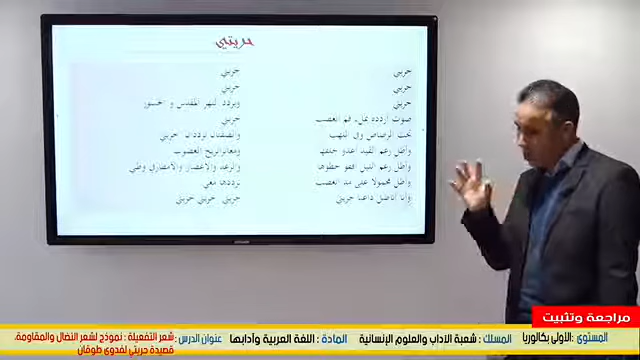 حريتي
حريتي
حريتي
حريتي
صوت أردده بملء فم الغضب
تحت الرصاص وفي اللهب
وأظل رغم القيد أعدو خلفها
وأظل رغم الليل أقفو خطوها
وأظل محمولا على مد الغضب
وأنا أناضل داعيا حريتي
حريتي
حريتي
ويردد النهر المقدس و الجسور
حريتي
والضفتان ترددان حريتي
ومعابر الريح الغضوب
والرعد والإعصار والأمطار في وطني
ترددها معي
حريتي حريتي حريتي
مراجعة وتثبيت
المستوى :الأولى بكالوريا
المسلك : شعبة الآداب والعلوم الإنسانية
المادة : اللغة العربية وآدابها
عنوان الدرس :شعر التفعيلة : نموذج لشعر النضال والمقاومة.
قصيدة حريتي لفدوى طوقان